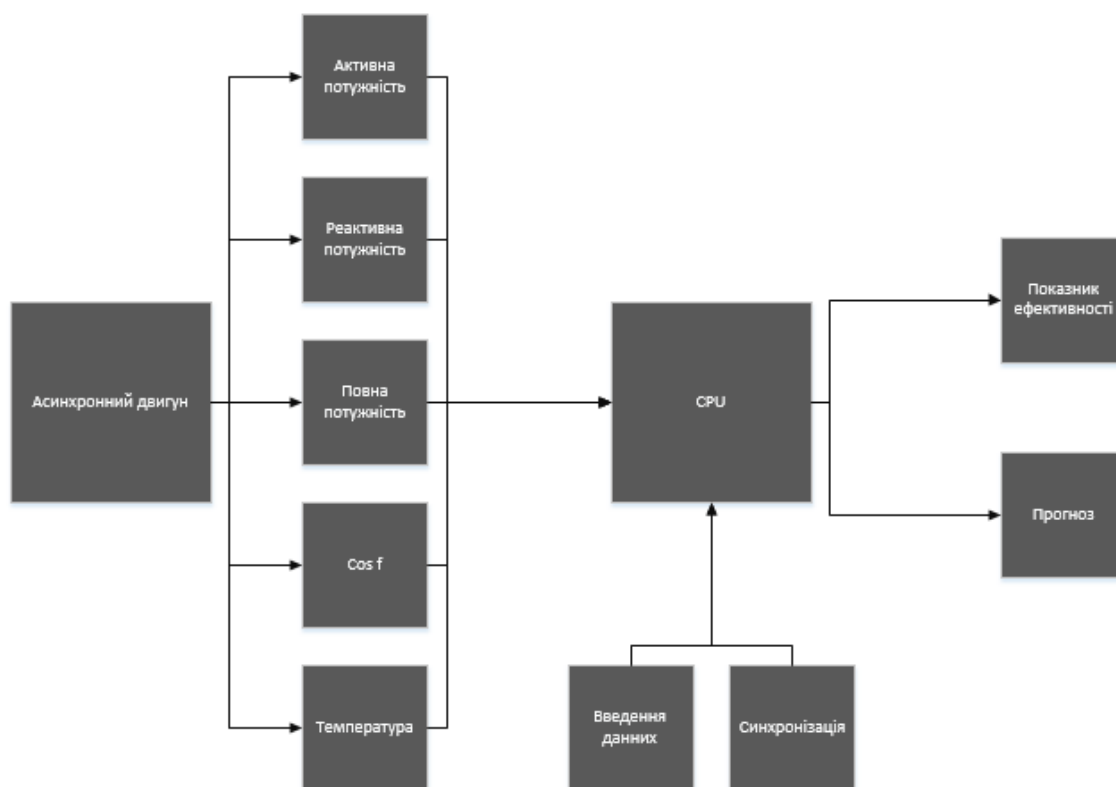 Активна
потужність
Реактивна
потужність
Асинхронний двигун
Повна
потужність
Cos f
Температура
CPU
Введення
данних
Синхронізація
Показник
ефективності
Прогноз